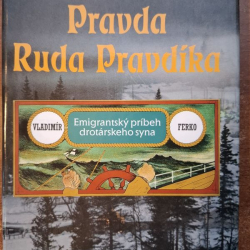 Pravda
Ruda Pravdíka
VLADIMÍR
Emigrantský príbeh
drotárskeho syna
FERKO